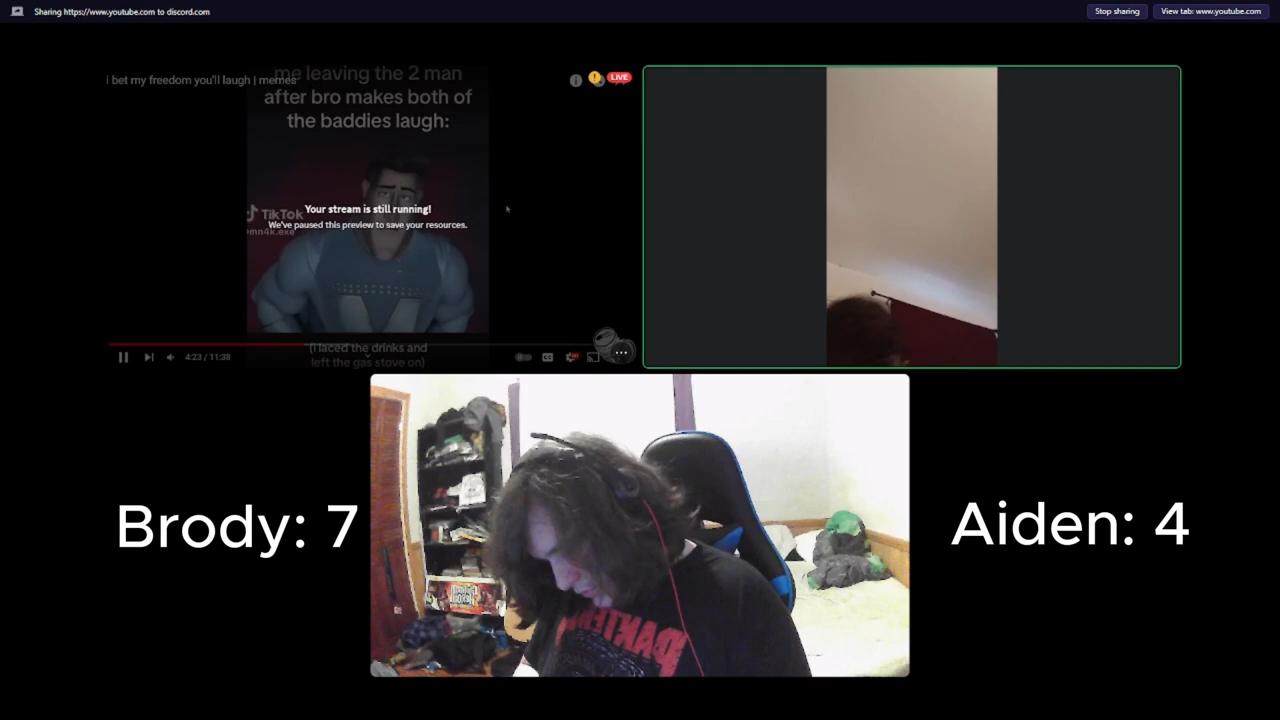 Sharing https://www.youtube.com to discord.com
Stop sharing
View tab: www.youtube.com
i bet my freedom you'll laugh | memes
LIVE
me leaving the 2 man
after bro makes both of
the baddies laugh:
TikTok
Your stream is still running!
We've paused this preview to save your resources.
4:23 / 11:38
(I laced the drinks and
left the gas stove on)
Brody: 7
Aiden: 4